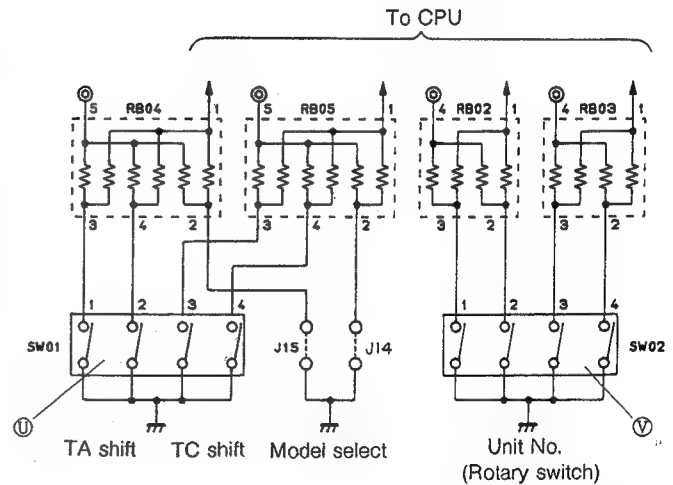 To CPU
5 RB04 1 5 RB05 1 4 RB02 1 4 RB03 1
3 4 2 3 4 2 3 2 3 2
1 2 3 4 1 2 3 4
SW01 J15 J14 SW02
U V
TA shift TC shift Model select Unit No.
(Rotary switch)